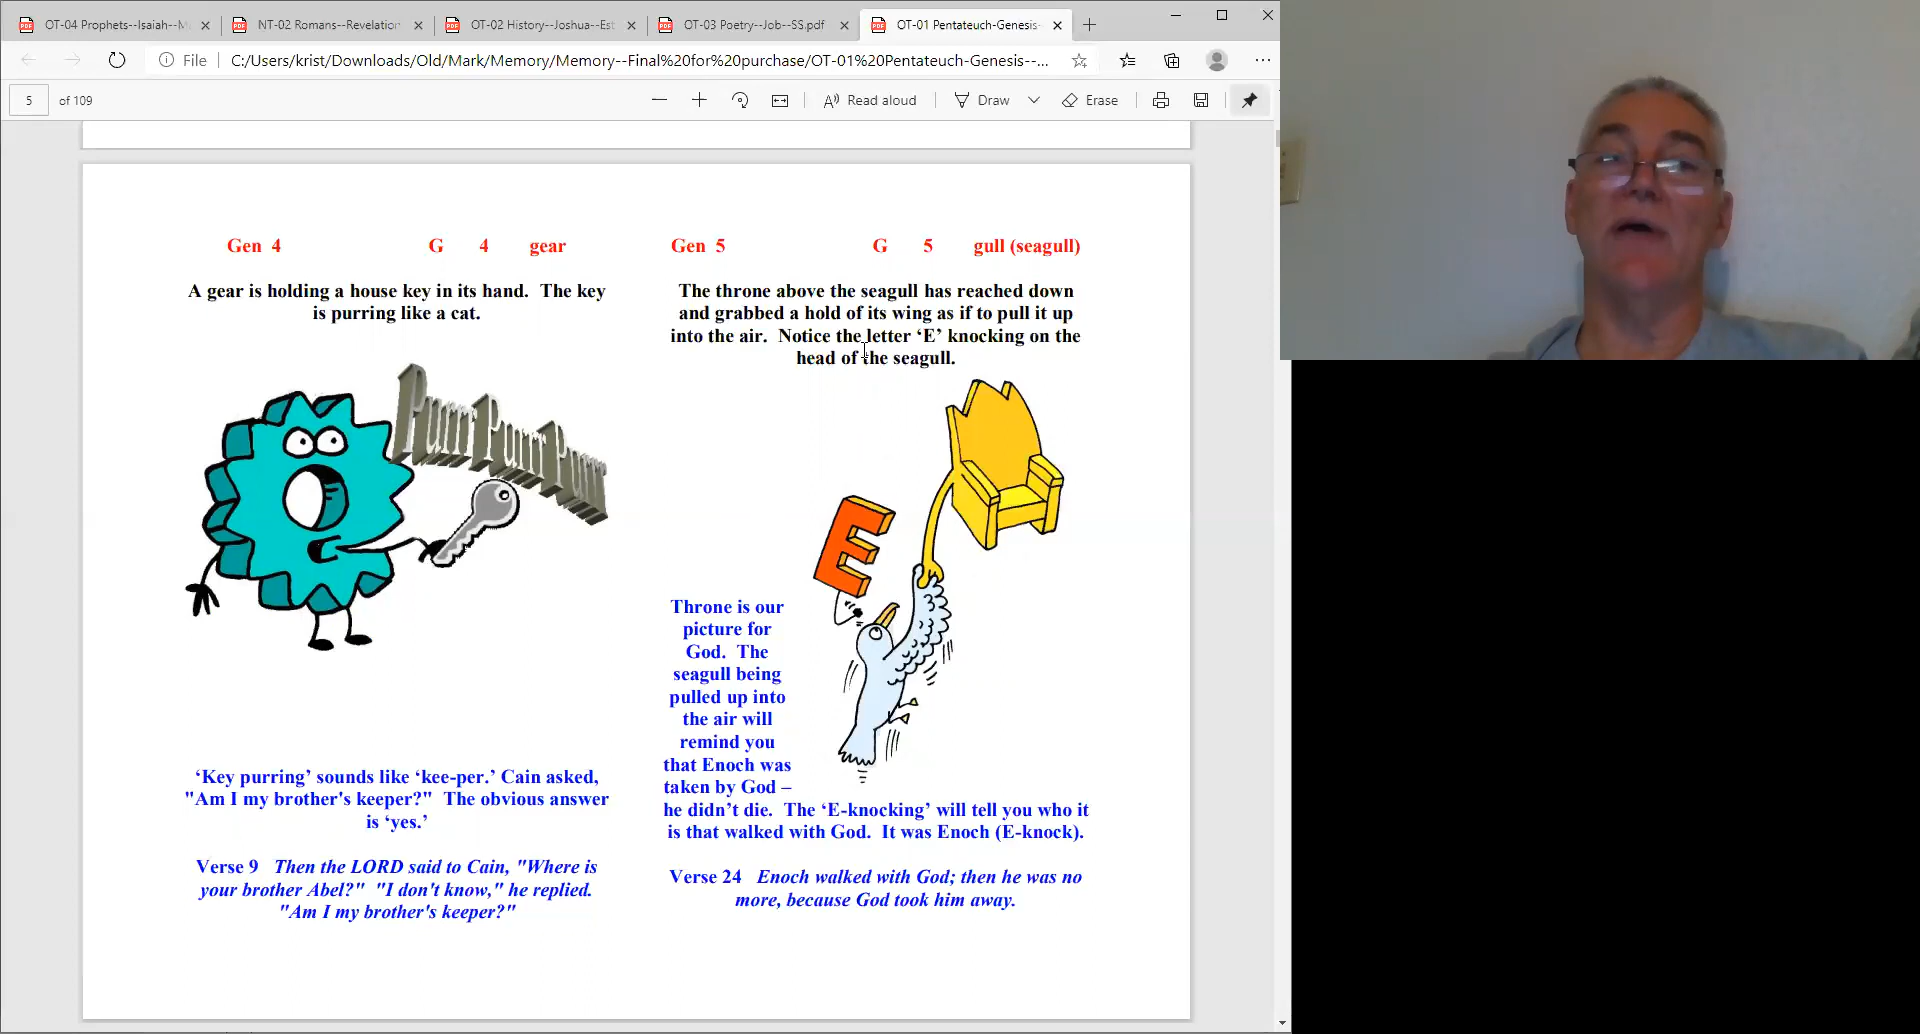 OT-04 Prophets--Isaiah--M
NT-02 Romans--Revelation
OT-02 History--Joshua--Est
OT-03 Poetry--Job--SS.pdf
OT-01 Pentateuch-Genesis-
File
C:/Users/krist/Downloads/Old/Mark/Memory/Memory--Final%20for%20purchase/OT-01%20Pentateuch-Genesis--...
5 of 109
Read aloud
Draw
Erase
Gen 4 G 4 gear
A gear is holding a house key in its hand. The key
is purring like a cat.
Purr Purr Purr
‘Key purring’ sounds like ‘kee-per.’ Cain asked,
"Am I my brother's keeper?" The obvious answer
is ‘yes.’
Verse 9 Then the LORD said to Cain, "Where is
your brother Abel?" "I don't know," he replied.
"Am I my brother's keeper?"
Gen 5 G 5 gull (seagull)
The throne above the seagull has reached down
and grabbed a hold of its wing as if to pull it up
into the air. Notice the letter ‘E’ knocking on the
head of the seagull.
E
Throne is our
picture for
God. The
seagull being
pulled up into
the air will
remind you
that Enoch was
taken by God –
he didn’t die. The ‘E-knocking’ will tell you who it
is that walked with God. It was Enoch (E-knock).
Verse 24 Enoch walked with God; then he was no
more, because God took him away.